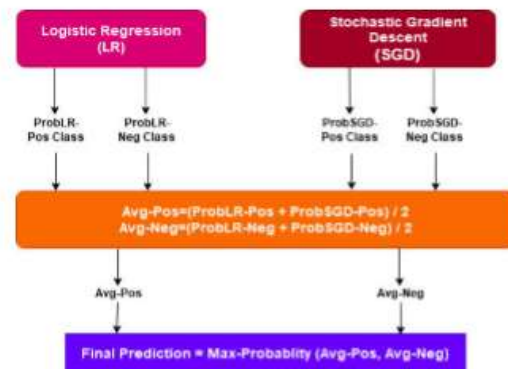 Logistic Regression
(LR)
Stochastic Gradient
Descent
(SGD)
ProbLR-
Pos Class
ProbLR-
Neg Class
ProbSGD-
Pos Class
ProbSGD-
Neg Class
Avg-Pos=(ProbLR-Pos + ProbSGD-Pos) / 2
Avg-Neg=(ProbLR-Neg + ProbSGD-Neg) / 2
Avg-Pos
Avg-Neg
Final Prediction = Max-Probablity (Avg-Pos, Avg-Neg)